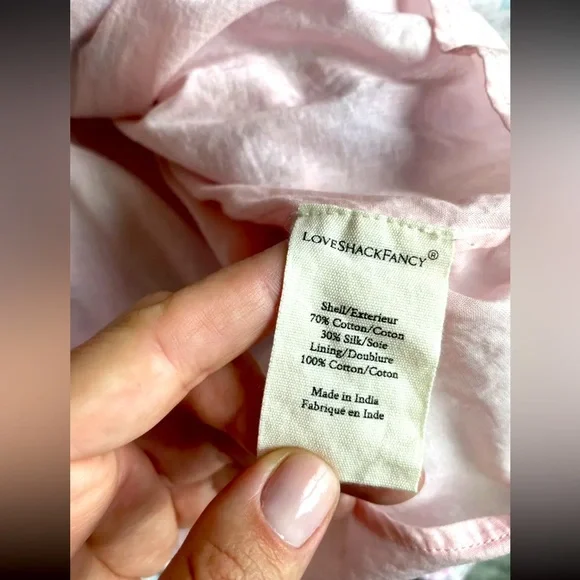 LOVESHACKFANCY®
Shell/Exterieur
70% Cotton/Coton
30% Silk/Soie
Lining/Doublure
100% Cotton/Coton
Made in India
Fabriqué en Inde